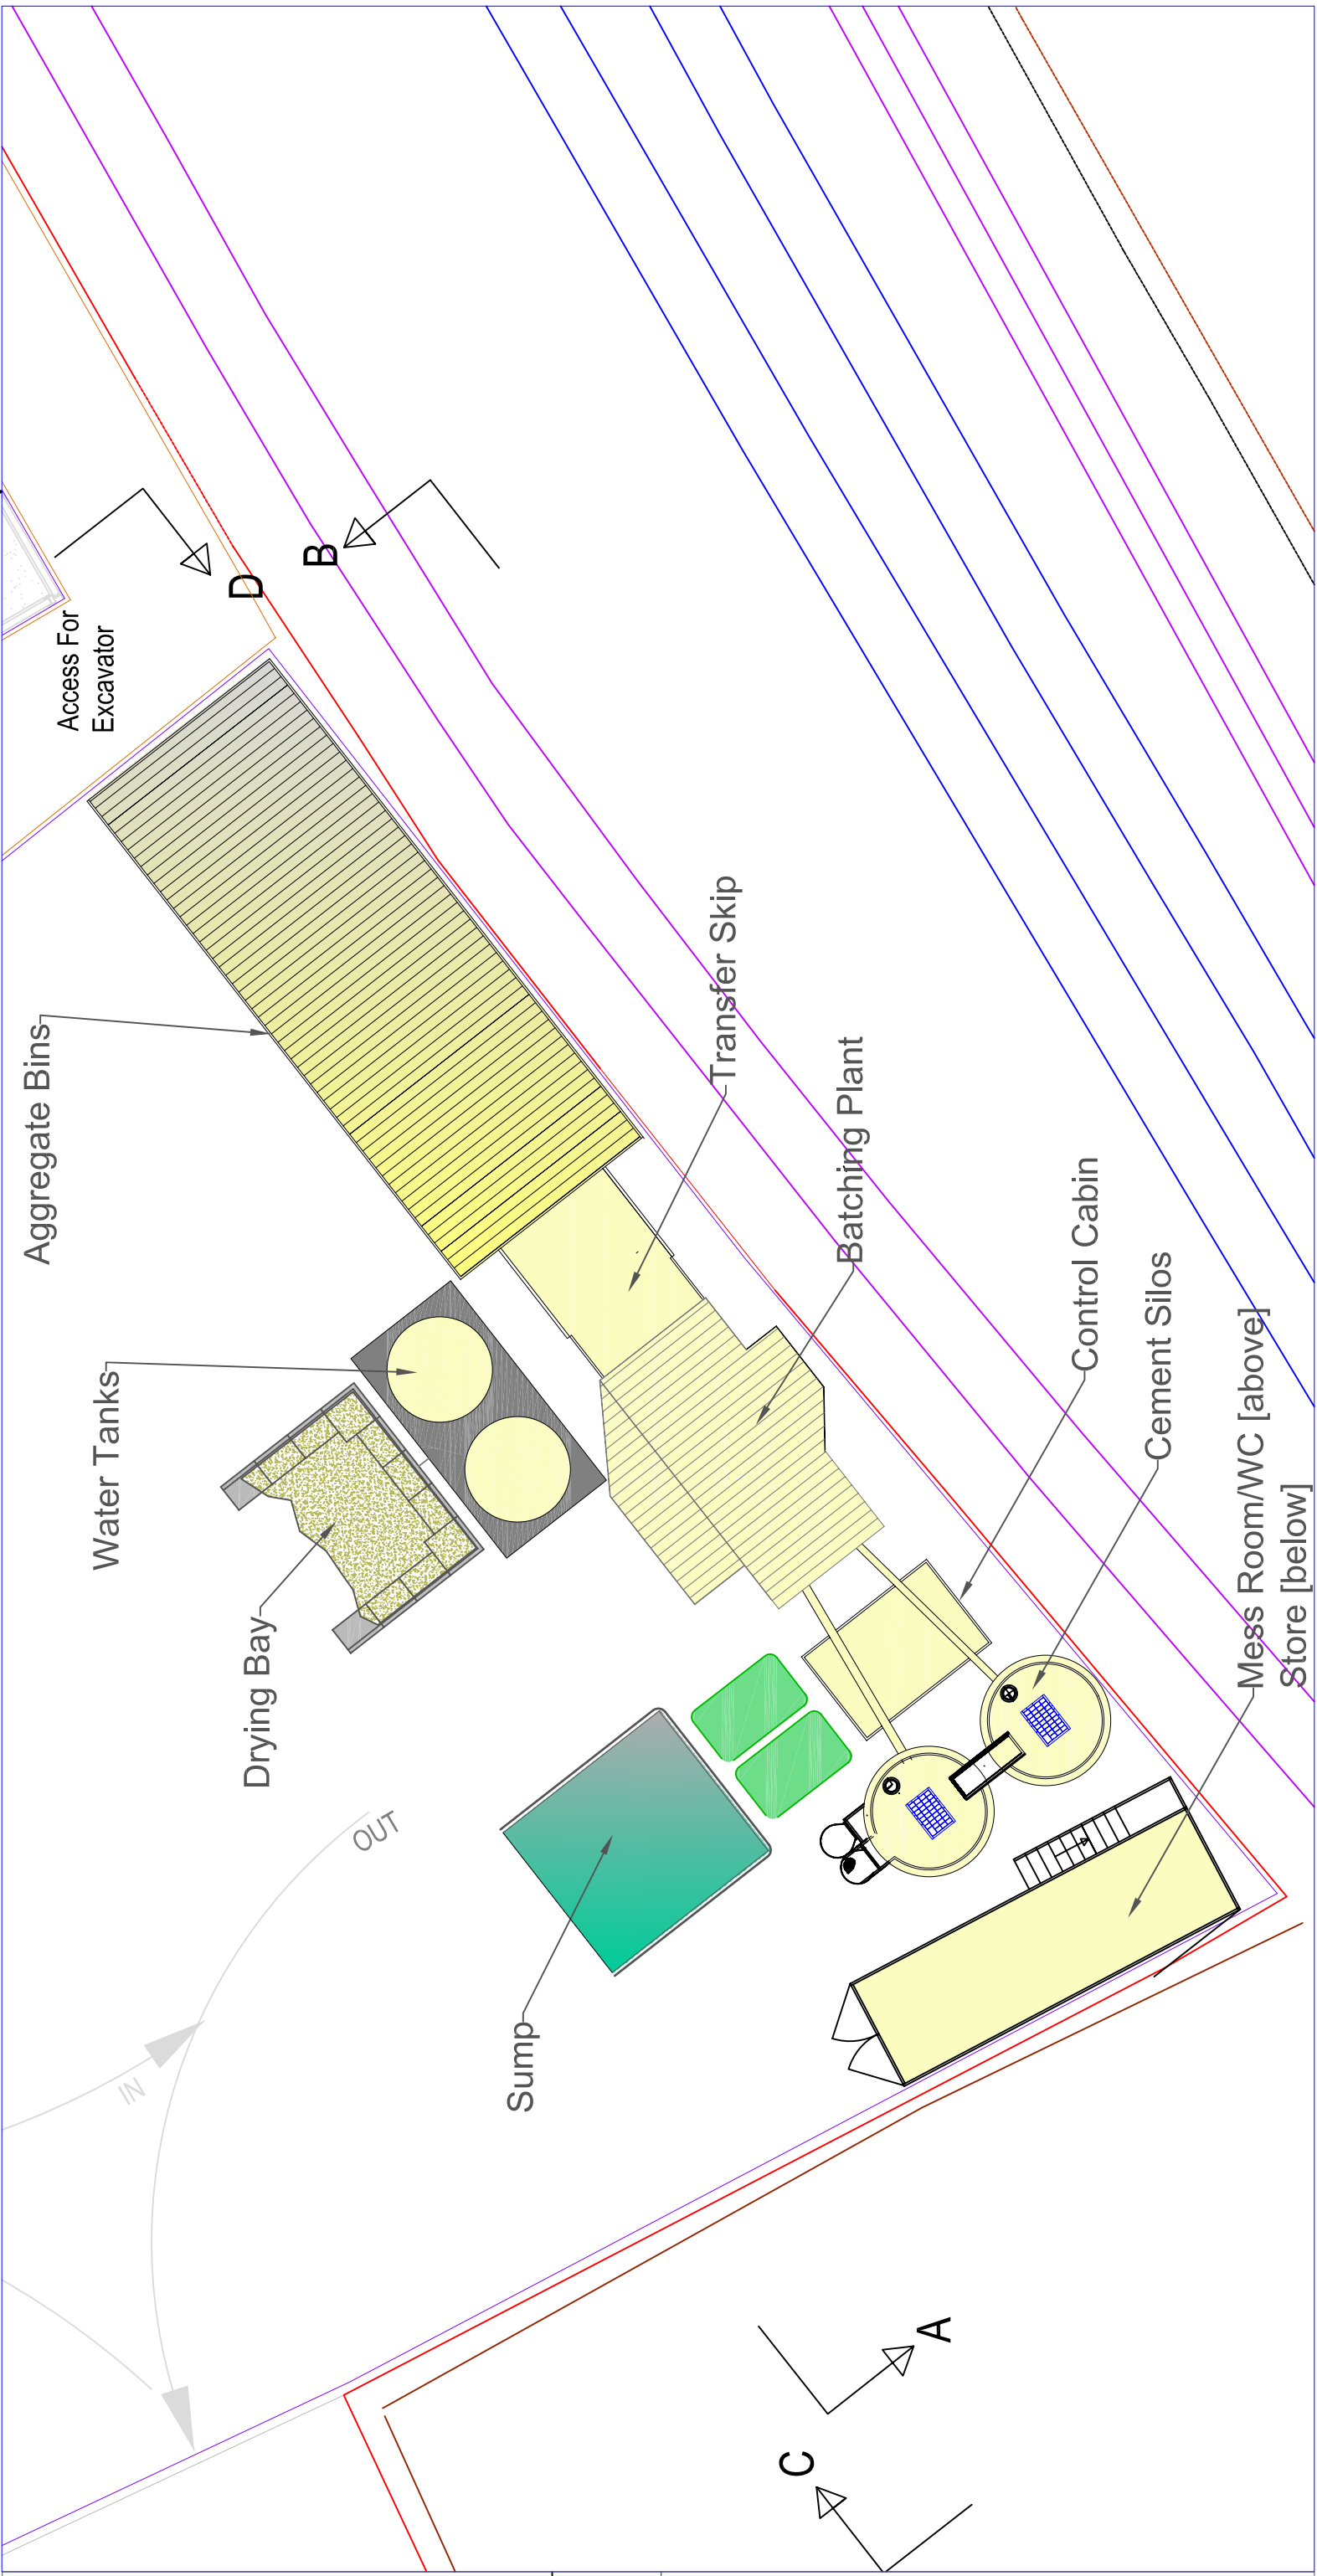 Aggregate Bins
Access For
Excavator
D
B
Water Tanks
Transfer Skip
Drying Bay
Batching Plant
Control Cabin
Cement Silos
Mess Room/WC [above]
Store [below]
OUT
IN
Sump
A
C